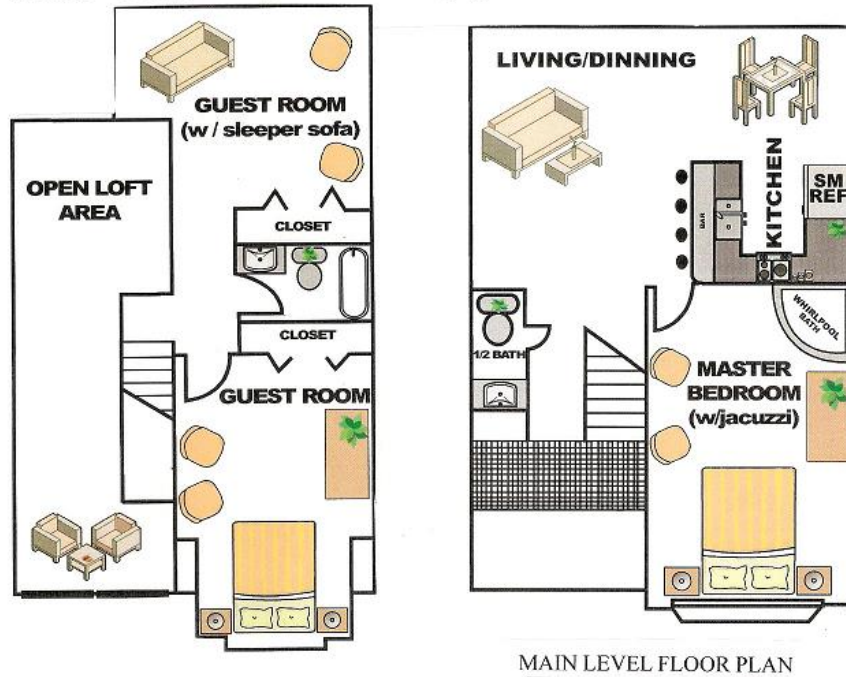 GUEST ROOM
(w / sleeper sofa)
OPEN LOFT
AREA
CLOSET
CLOSET
GUEST ROOM
LIVING/DINNING
KITCHEN
SM
REF
BAR
WHIRLPOOL
BATH
1/2 BATH
MASTER
BEDROOM
(w/jacuzzi)
MAIN LEVEL FLOOR PLAN